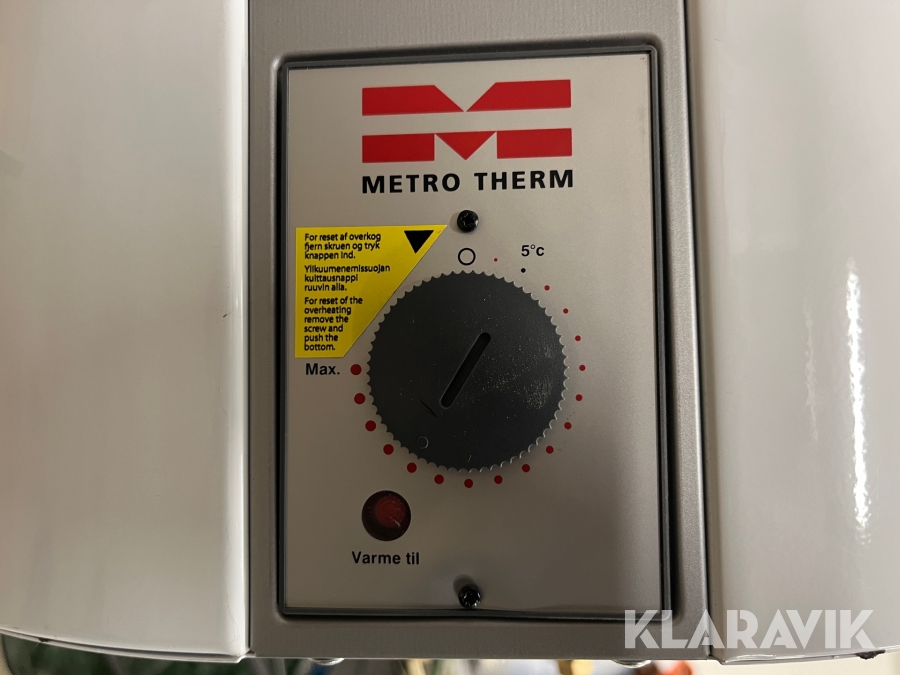 METRO THERM
For reset af overkog
fjern skruen og tryk
knappen ind.
Ylikuumenemissuojan
kuittausnappi
ruuvin alla.
For reset of the
overheating
remove the
screw and
push the
bottom.
5°c
Max.
Varme til
KLARAVIK